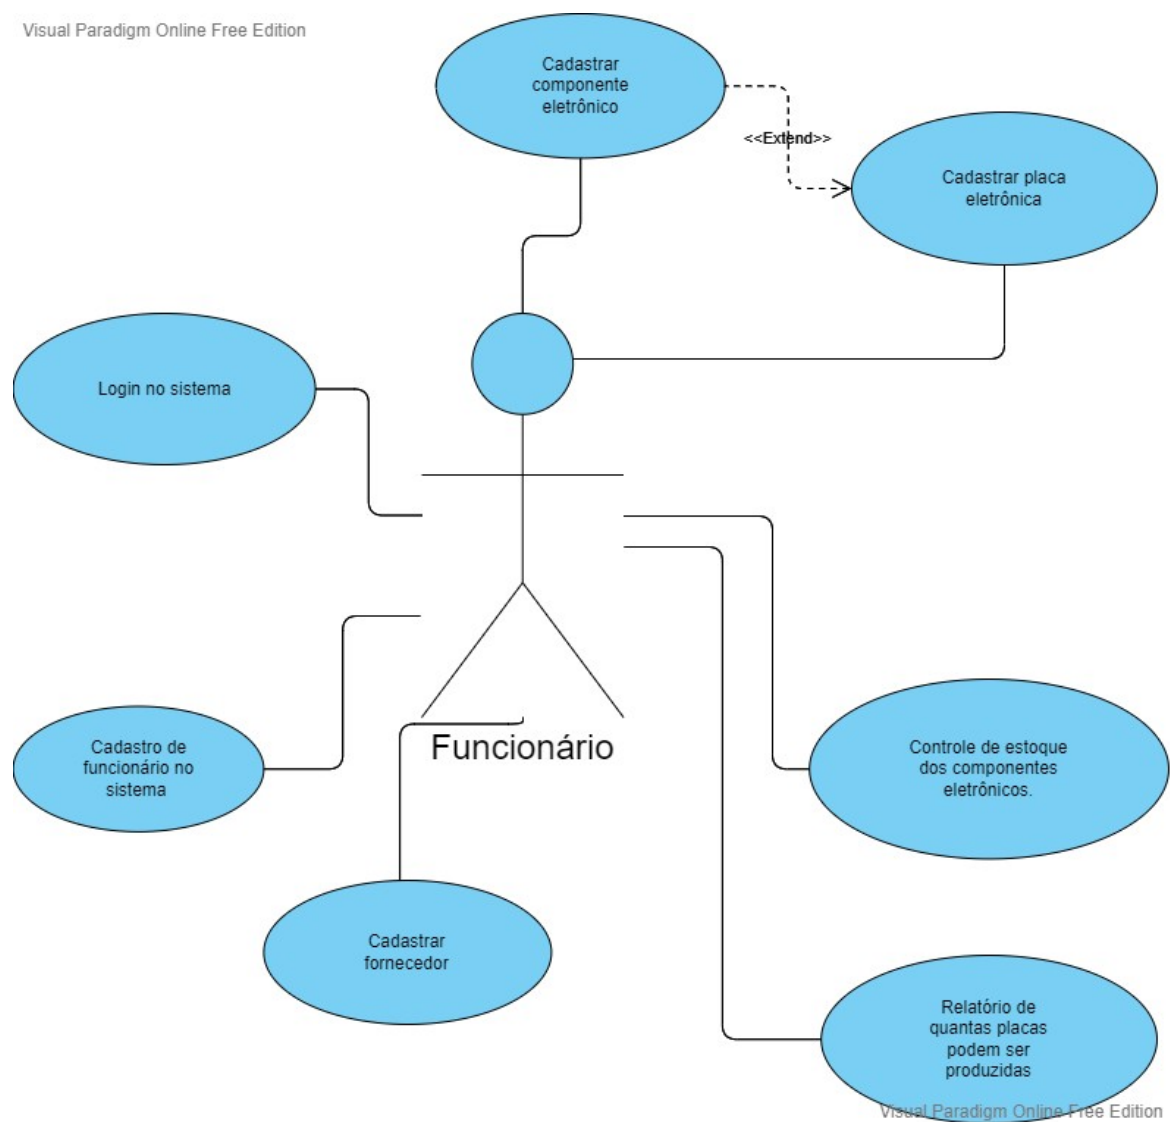 Visual Paradigm Online Free Edition
Cadastrar
componente
eletrônico
<<Extend>>
Cadastrar placa
eletrônica
Login no sistema
Funcionário
Cadastro de
funcionário no
sistema
Controle de estoque
dos componentes
eletrônicos.
Cadastrar
fornecedor
Relatório de
quantas placas
podem ser
produzidas
Visual Paradigm Online Free Edition